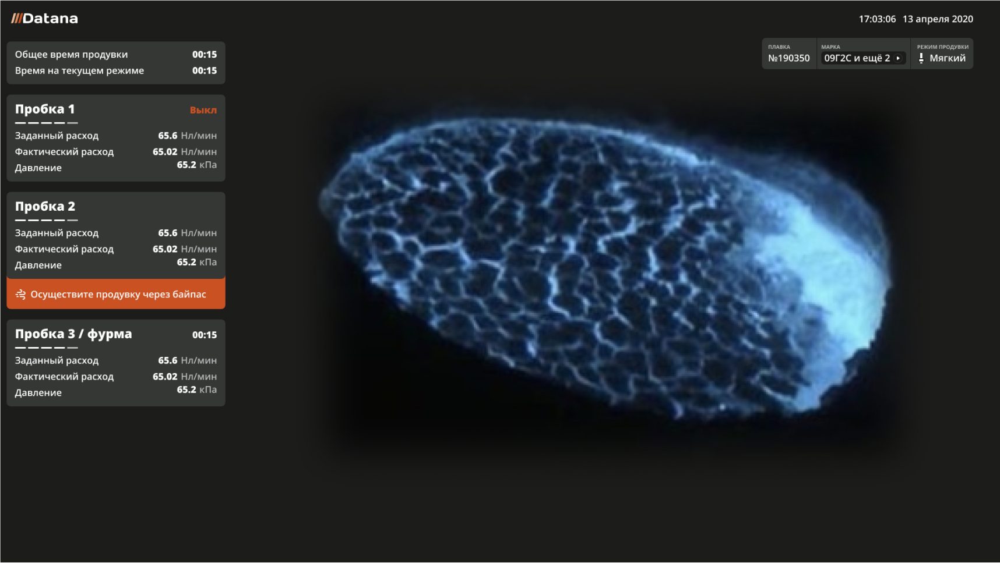 Datana
17:03:06 13 апреля 2020
ПЛАВКА
№190350
МАРКА
09Г2С и ещё 2
РЕЖИМ ПРОДУВКИ
Мягкий
Общее время продувки 00:15
Время на текущем режиме 00:15
Пробка 1 Выкл
Заданный расход 65.6 Нл/мин
Фактический расход 65.02 Нл/мин
Давление 65.2 кПа
Пробка 2
Заданный расход 65.6 Нл/мин
Фактический расход 65.02 Нл/мин
Давление 65.2 кПа
Осуществите продувку через байпас
Пробка 3 / фурма 00:15
Заданный расход 65.6 Нл/мин
Фактический расход 65.02 Нл/мин
Давление 65.2 кПа